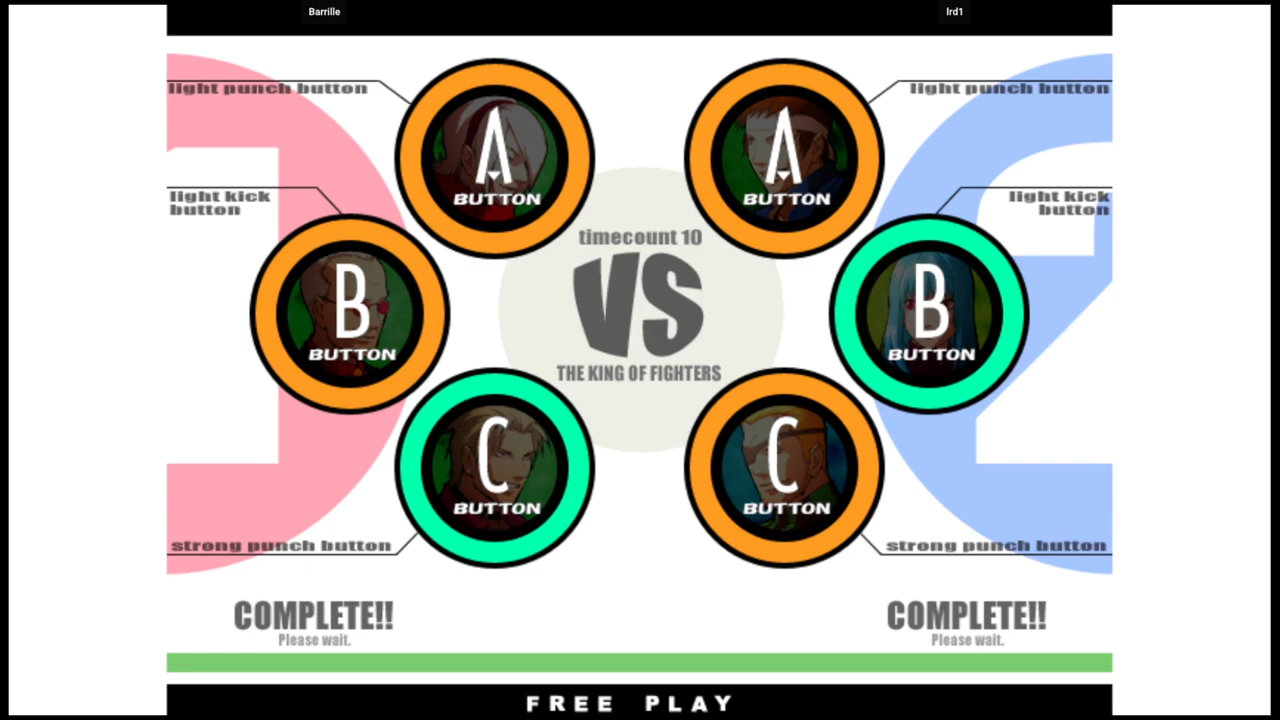 Barrille
lrd1
light punch button
A
BUTTON
A
BUTTON
light punch button
light kick
button
B
BUTTON
timecount 10
VS
THE KING OF FIGHTERS
light kick
button
B
BUTTON
C
BUTTON
C
BUTTON
strong punch button
strong punch button
COMPLETE!!
Please wait.
COMPLETE!!
Please wait.
FREE PLAY